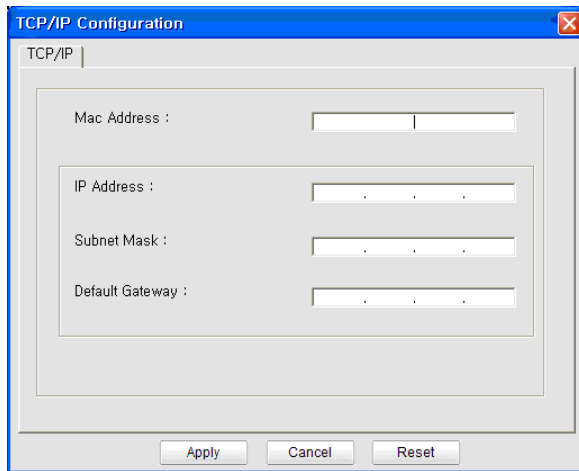 TCP/IP Configuration
TCP/IP
Mac Address :
IP Address :
. . .
Subnet Mask :
. . .
Default Gateway :
. . .
Apply Cancel Reset